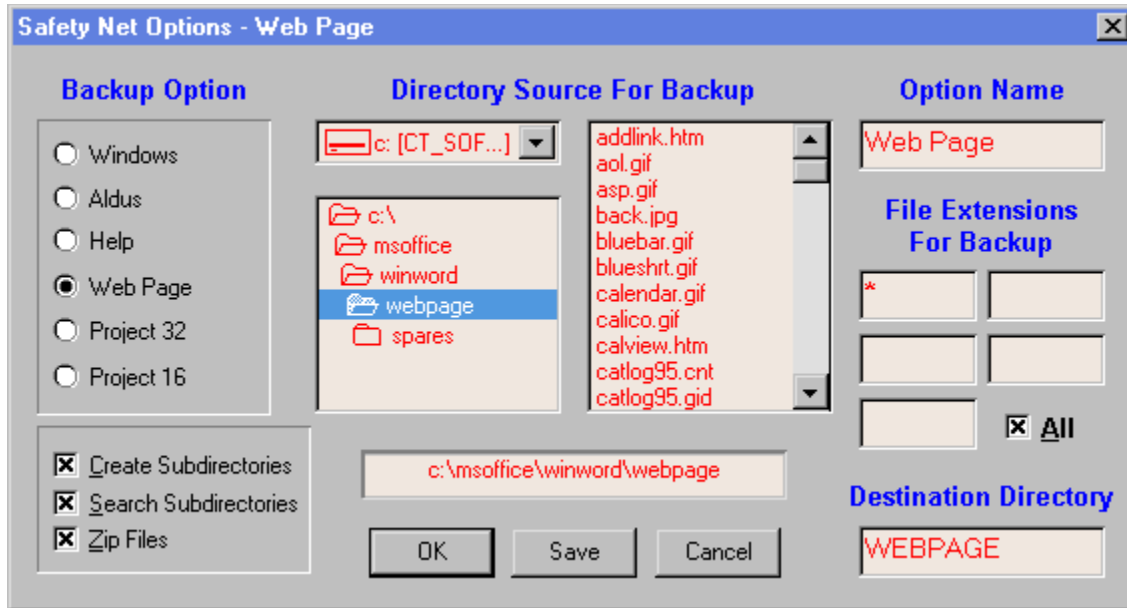 Safety Net Options - Web Page
Backup Option
Windows
Aldus
Help
Web Page
Project 32
Project 16
Create Subdirectories
Search Subdirectories
Zip Files
Directory Source For Backup
c: [CT_SOF...]
c:\
msoffice
winword
webpage
spares
addlink.htm
aol.gif
asp.gif
back.jpg
bluebar.gif
blueshrt.gif
calendar.gif
calico.gif
calview.htm
catlog95.cnt
catlog95.gid
c:\msoffice\winword\webpage
OK
Save
Cancel
Option Name
Web Page
File Extensions
For Backup
*
All
Destination Directory
WEBPAGE